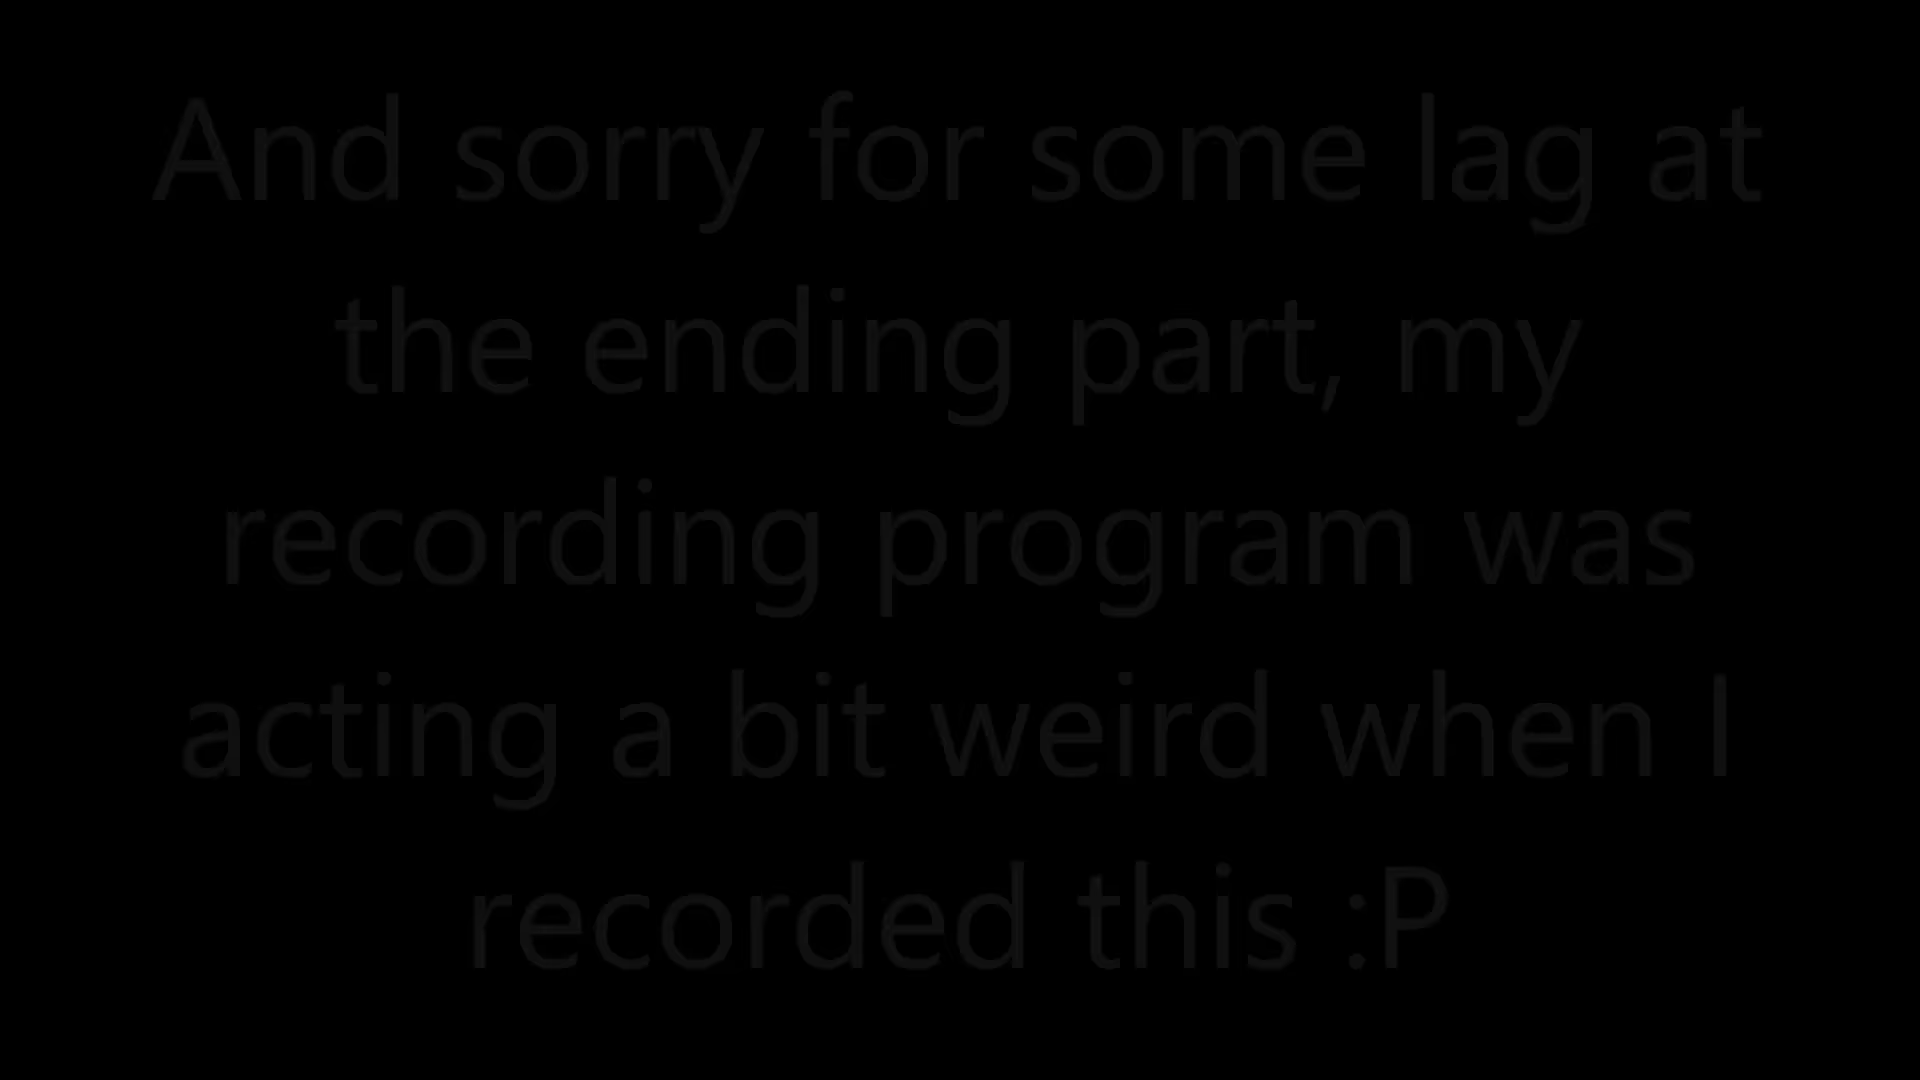 And sorry for some lag at
the ending part, my
recording program was
acting a bit weird when I
recorded this :P